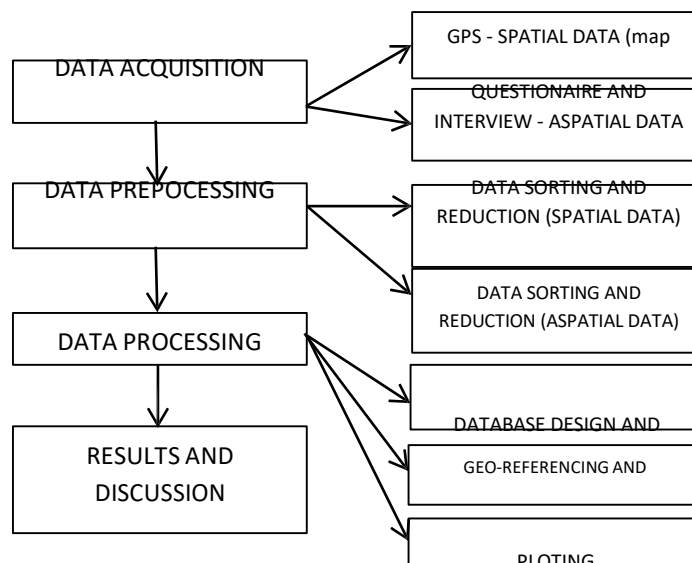 DATA ACQUISITION
GPS - SPATIAL DATA (map
QUESTIONAIRE AND
INTERVIEW - ASPATIAL DATA
DATA PREPOCESSING
DATA SORTING AND
REDUCTION (SPATIAL DATA)
DATA SORTING AND
REDUCTION (ASPATIAL DATA)
DATA PROCESSING
DATABASE DESIGN AND
GEO-REFERENCING AND
PLOTING
RESULTS AND
DISCUSSION